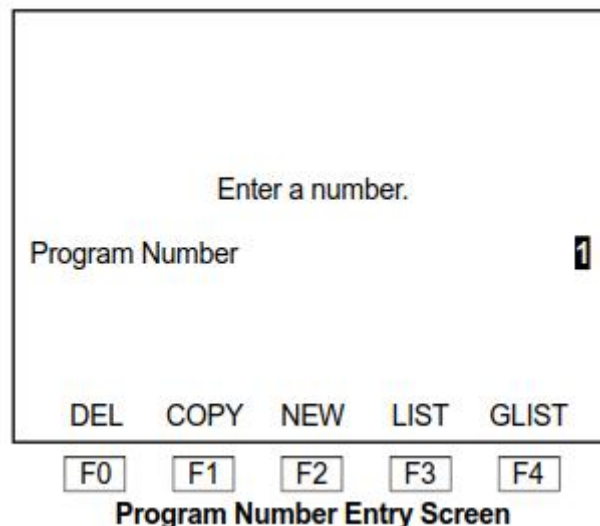 Enter a number.
Program Number 1
DEL COPY NEW LIST GLIST
F0 F1 F2 F3 F4
Program Number Entry Screen